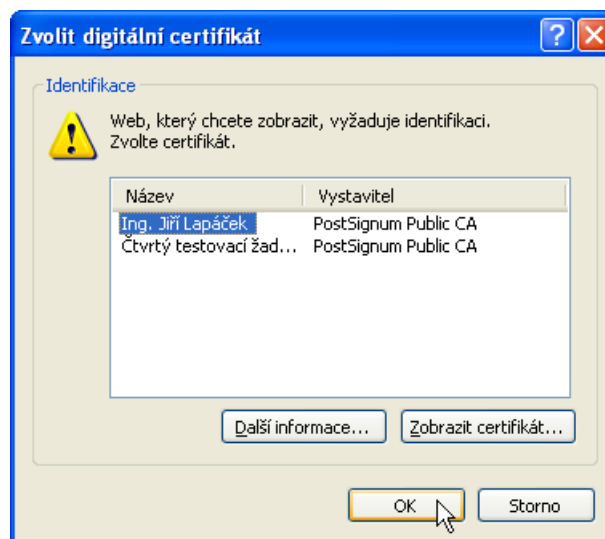 Zvolit digitální certifikát
Identifikace
Web, který chcete zobrazit, vyžaduje identifikaci.
Zvolte certifikát.
Název Vystavitel
Ing. Jiří Lapáček PostSignum Public CA
Čtvrtý testovací žad... PostSignum Public CA
Další informace... Zobrazit certifikát...
OK Storno